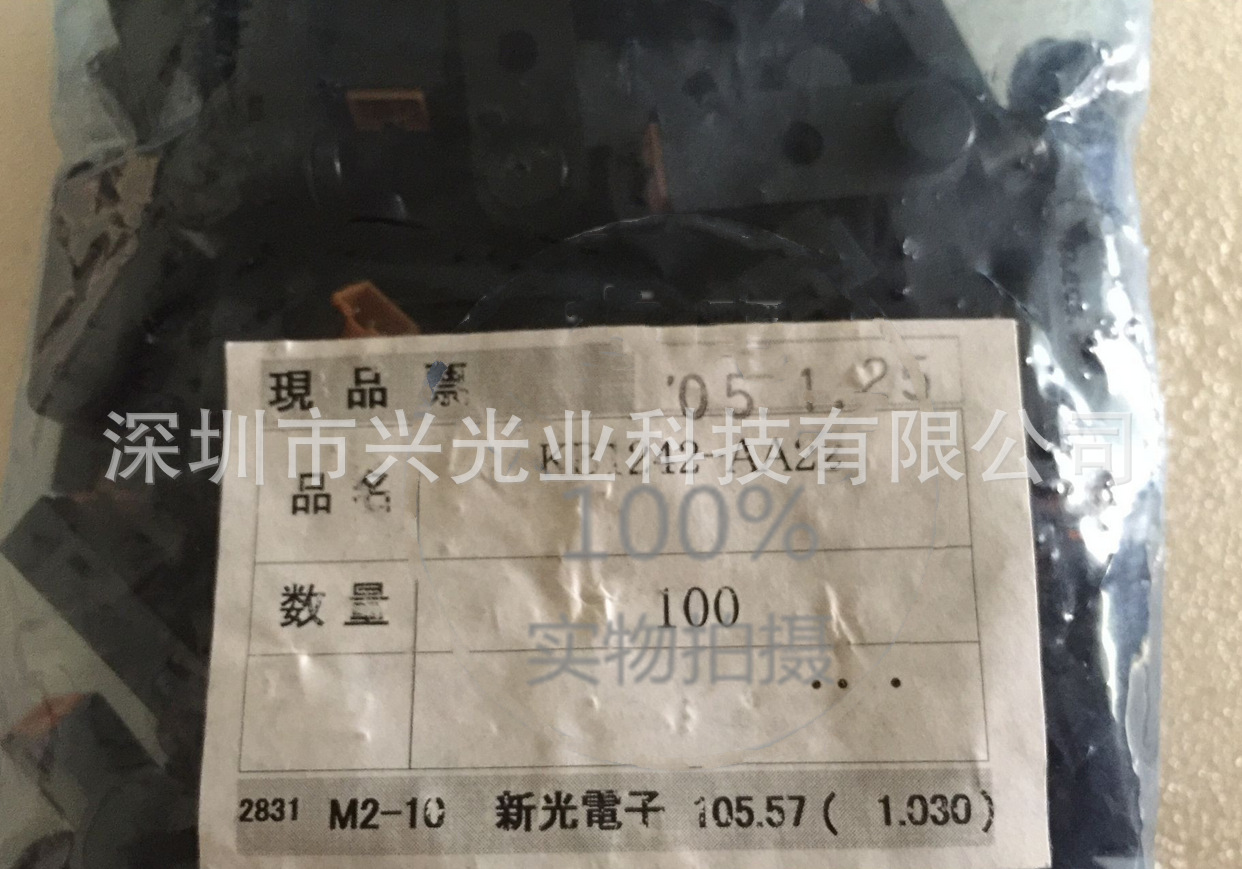 現品票 '05 1.25
深圳市兴光业科技有限公司
品名 KB1242-AA22
100%
数量 100
实物拍摄
2831 M2-10 新光電子 105.57 ( 1.030)